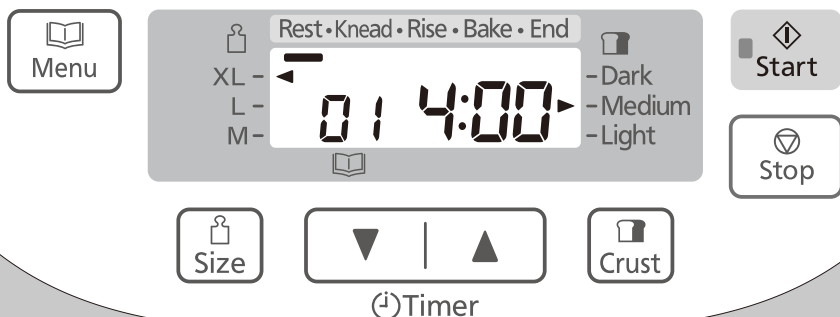 Menu
Rest•Knead•Rise•Bake•End
XL
L
M
01 4:00
Dark
Medium
Light
Start
Stop
Size
Timer
Crust